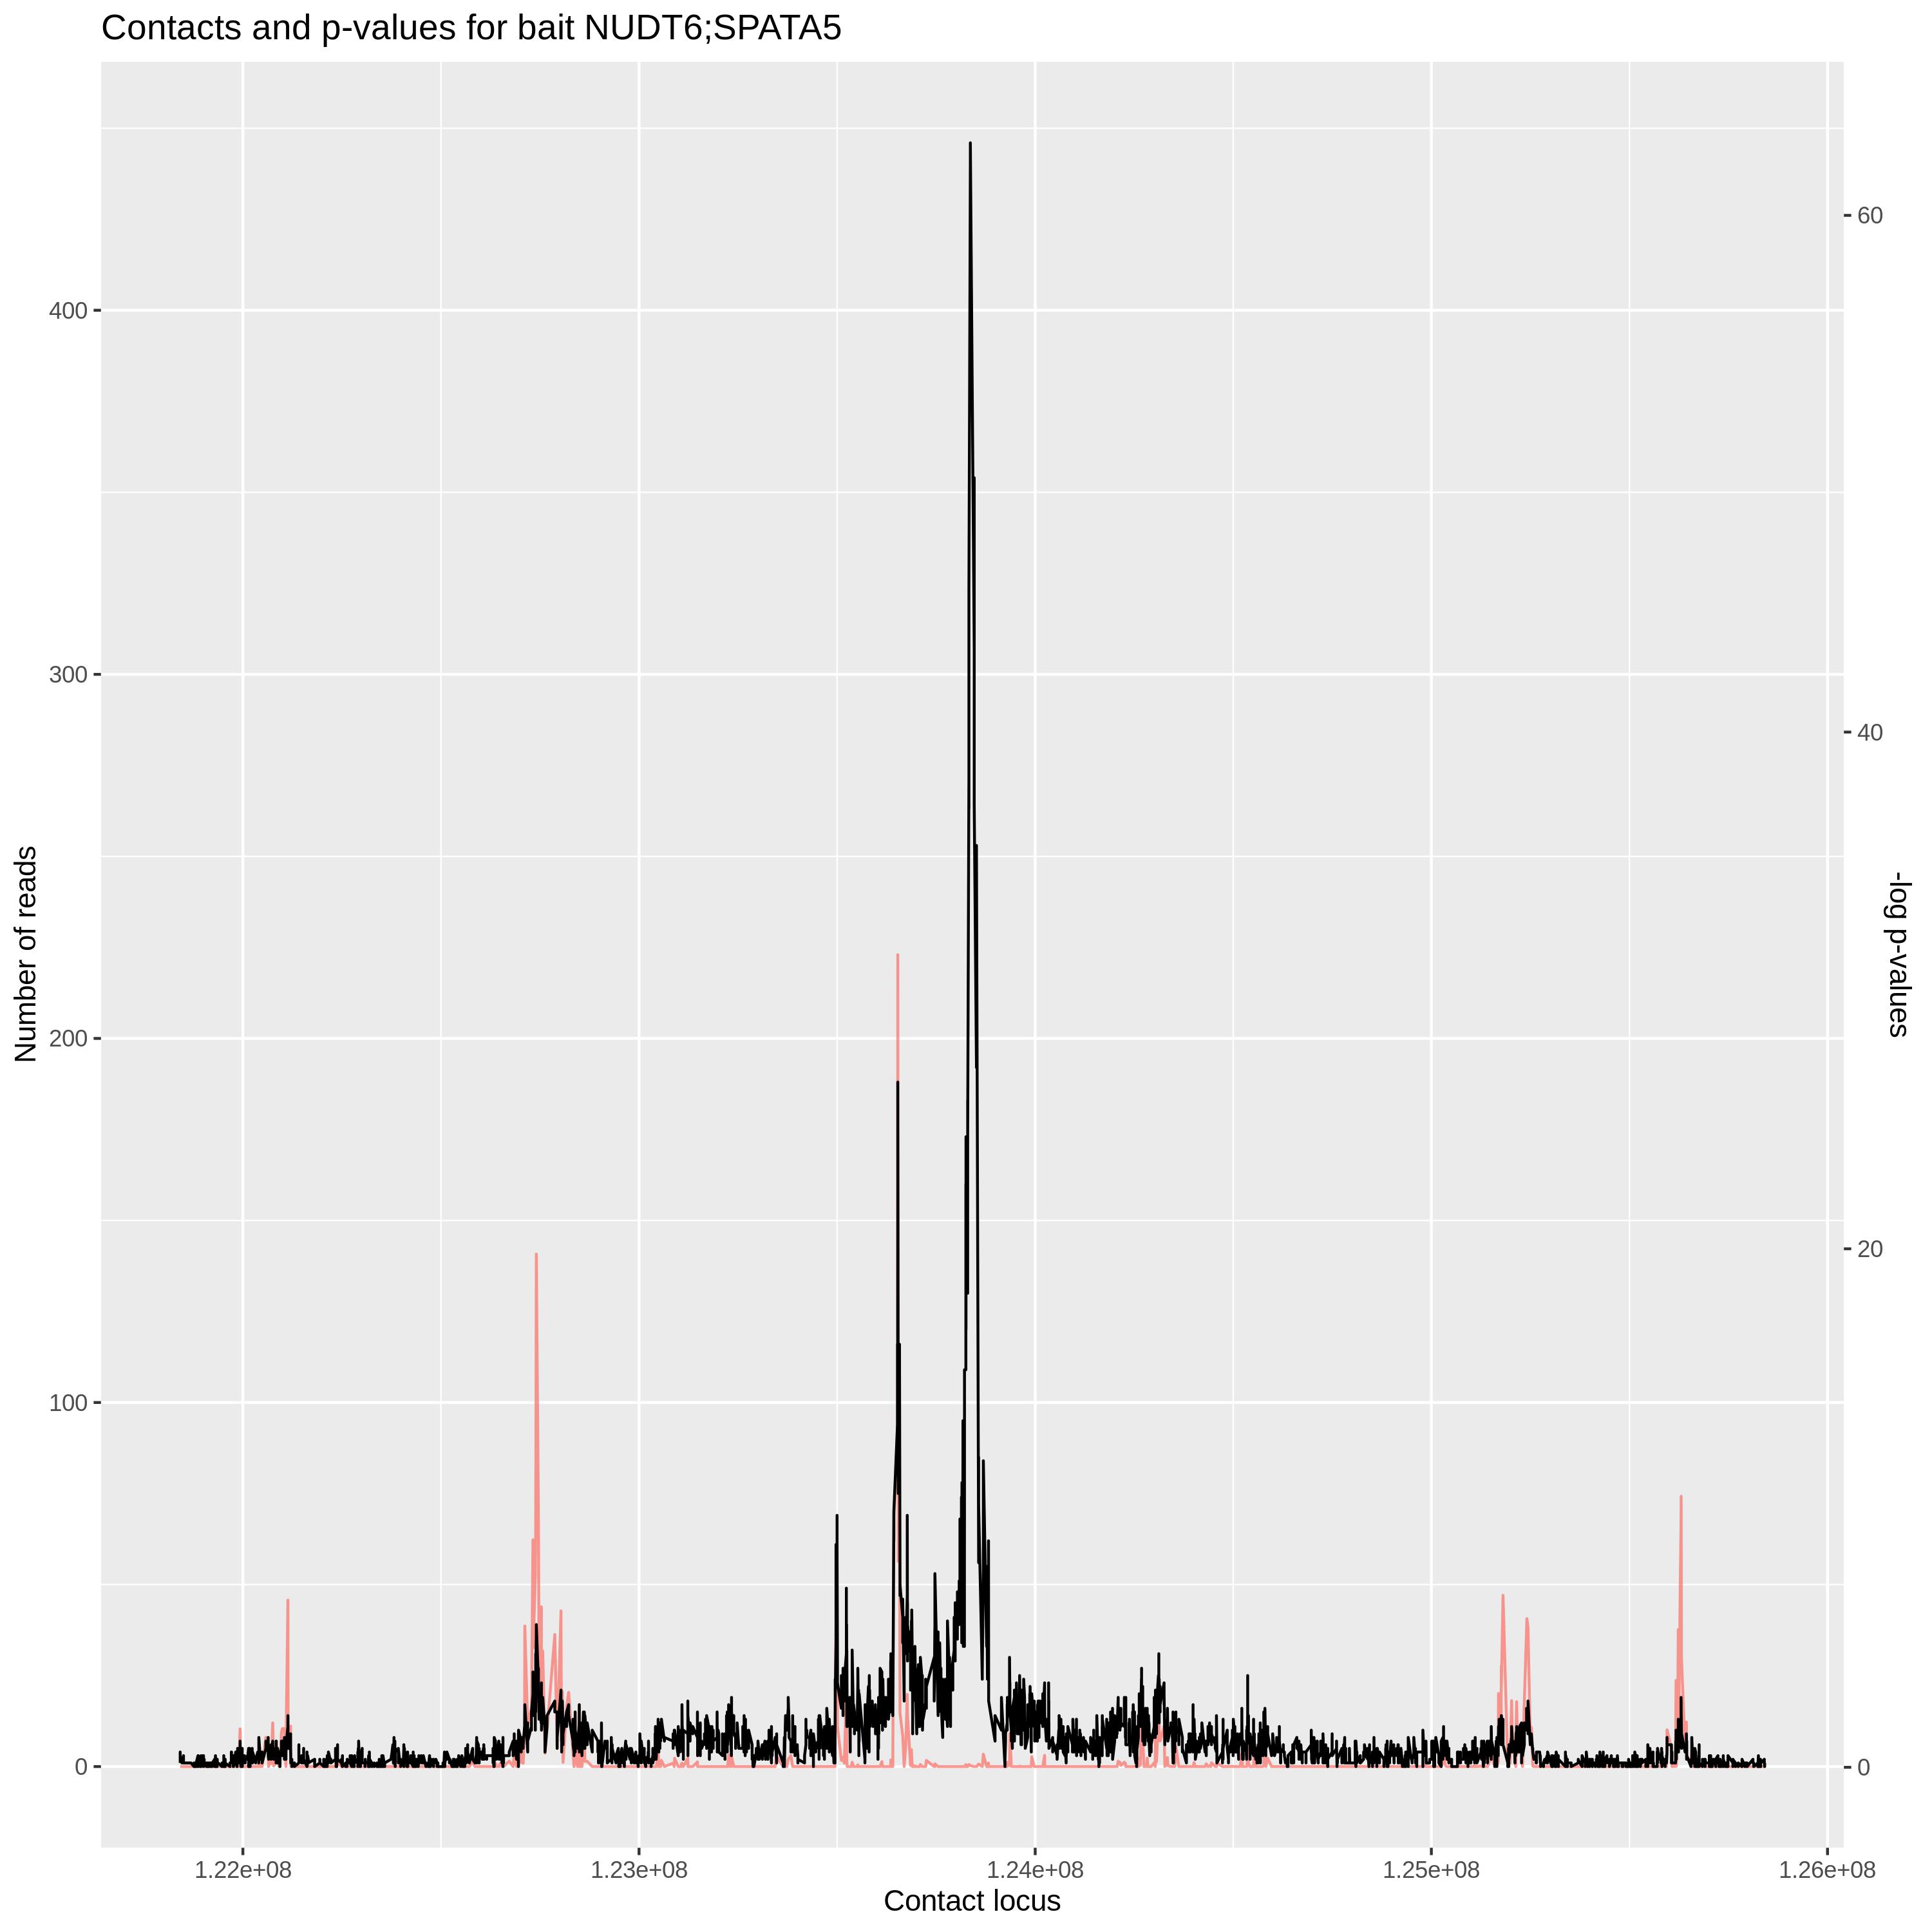 Contacts and p-values for bait NUDT6;SPATA5
Number of reads
400
300
200
100
0
60
40
20
0
-log p-values
1.22e+08
1.23e+08
1.24e+08
1.25e+08
1.26e+08
Contact locus